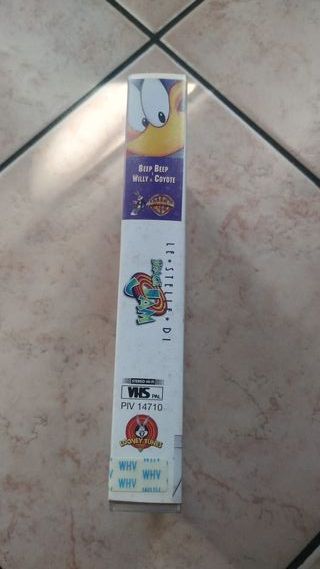 BEEP BEEP
WILLY IL COYOTE
LE • STELLE • DI
SPACE JAM
STEREO HI-FI
VHS PAL
PIV 14710
LOONEY TUNES
WHV
WHV
WHV